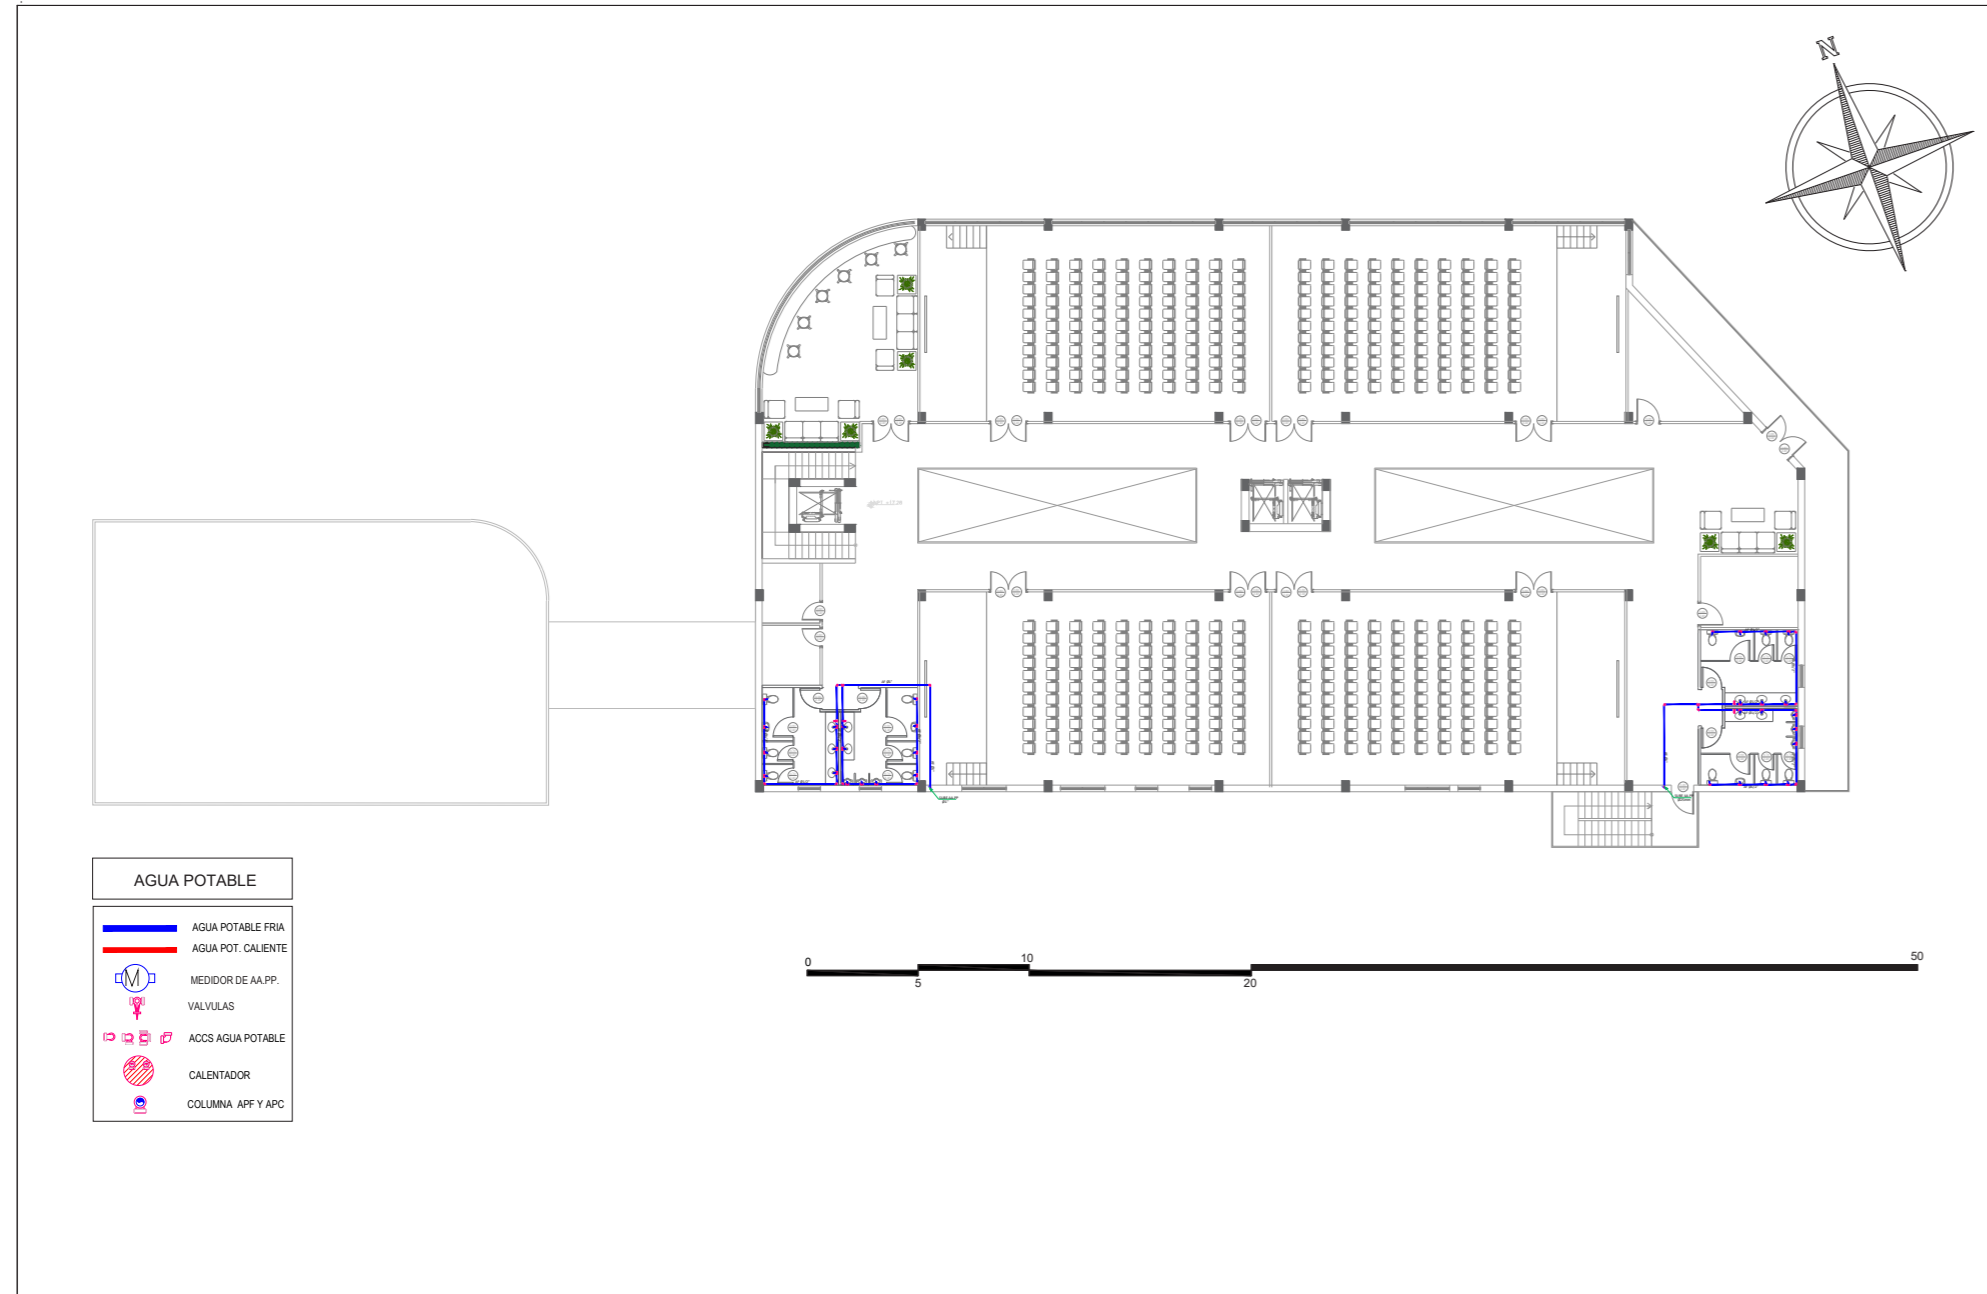 N
AGUA POTABLE
AGUA POTABLE FRIA
AGUA POT. CALIENTE
M
MEDIDOR DE AA.PP.
VALVULAS
ACCS AGUA POTABLE
CALENTADOR
COLUMNA APF Y APC
0
10
50
5
20